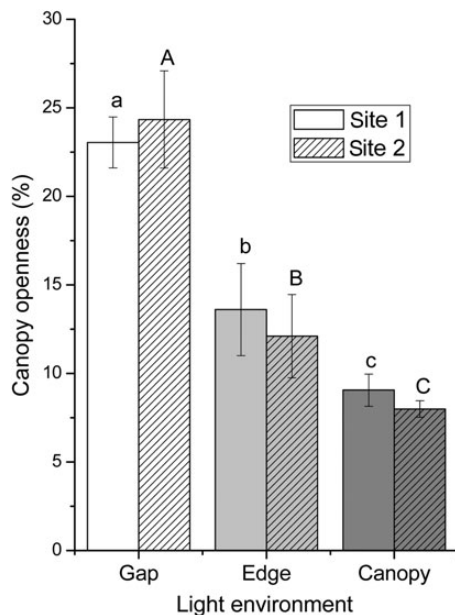 30
25
20
15
10
5
0
Canopy openness (%)
a
A
b
B
c
C
Site 1
Site 2
Gap
Edge
Canopy
Light environment